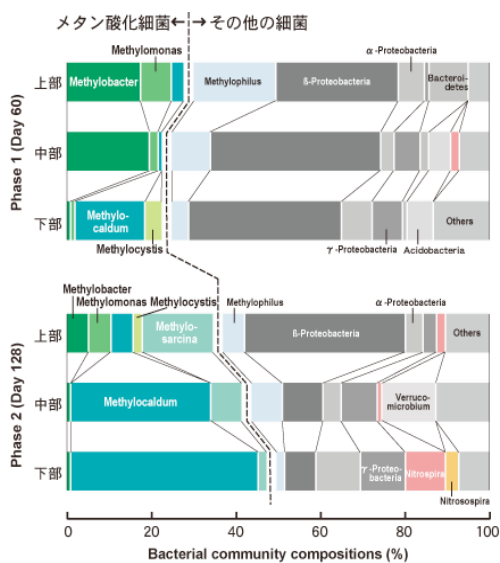 メタン酸化細菌← →その他の細菌
Phase 1 (Day 60)
Methylomonas
α-Proteobacteria
上部
Methylobacter
Methylophilus
ß-Proteobacteria
Bacteroi-
detes
中部
下部
Methylo-
caldum
Methylocystis
γ-Proteobacteria
Acidobacteria
Others
Phase 2 (Day 128)
Methylobacter
Methylomonas
Methylocystis
Methylophilus
α-Proteobacteria
上部
Methylo-
sarcina
ß-Proteobacteria
Others
中部
Methylocaldum
Verruco-
microbium
下部
γ-Proteo-
bacteria
Nitrospira
Nitrosospira
0 20 40 60 80 100
Bacterial community compositions (%)